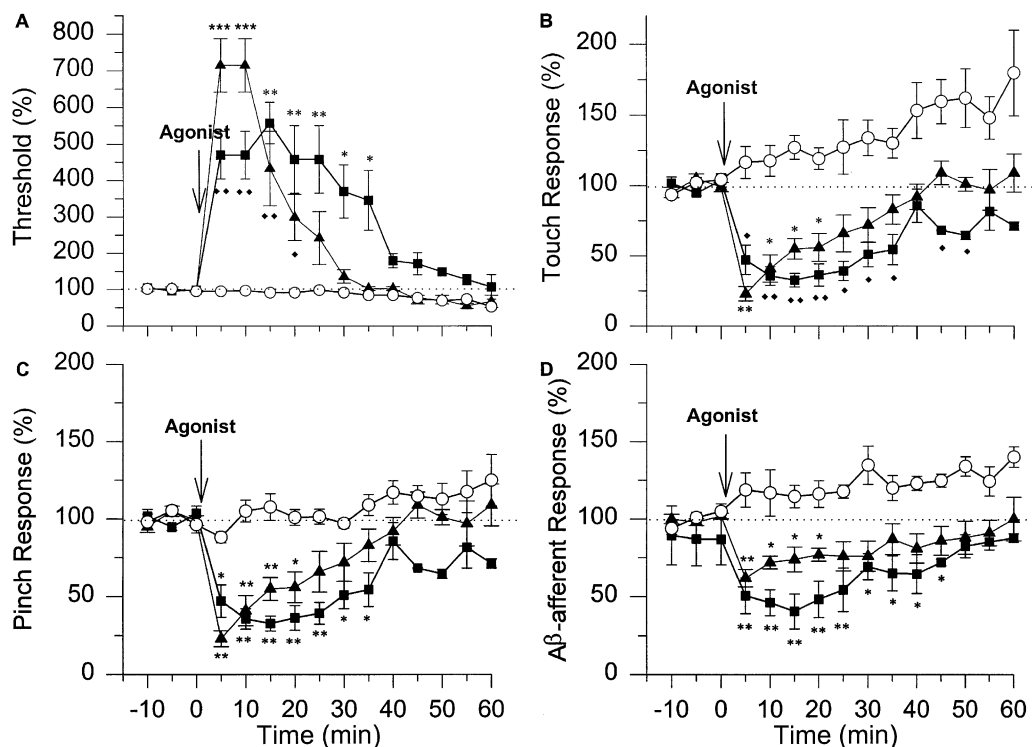 A
800
700
600
500
400
300
200
100
0
Threshold (%)
Agonist
*** ***
**
** **
* *
♦♦ ♦♦
♦♦
♦
B
200
150
100
50
0
Touch Response (%)
Agonist
♦
* * *
**
♦♦ ♦♦ ♦♦
♦ ♦ ♦
♦ ♦
C
200
150
100
50
0
Pinch Response (%)
Agonist
* ** ** *
** ** ** ** **
* *
-10 0 10 20 30 40 50 60
Time (min)
D
200
150
100
50
0
Aβ-afferent Response (%)
Agonist
** * * *
** ** ** ** **
* * * *
-10 0 10 20 30 40 50 60
Time (min)